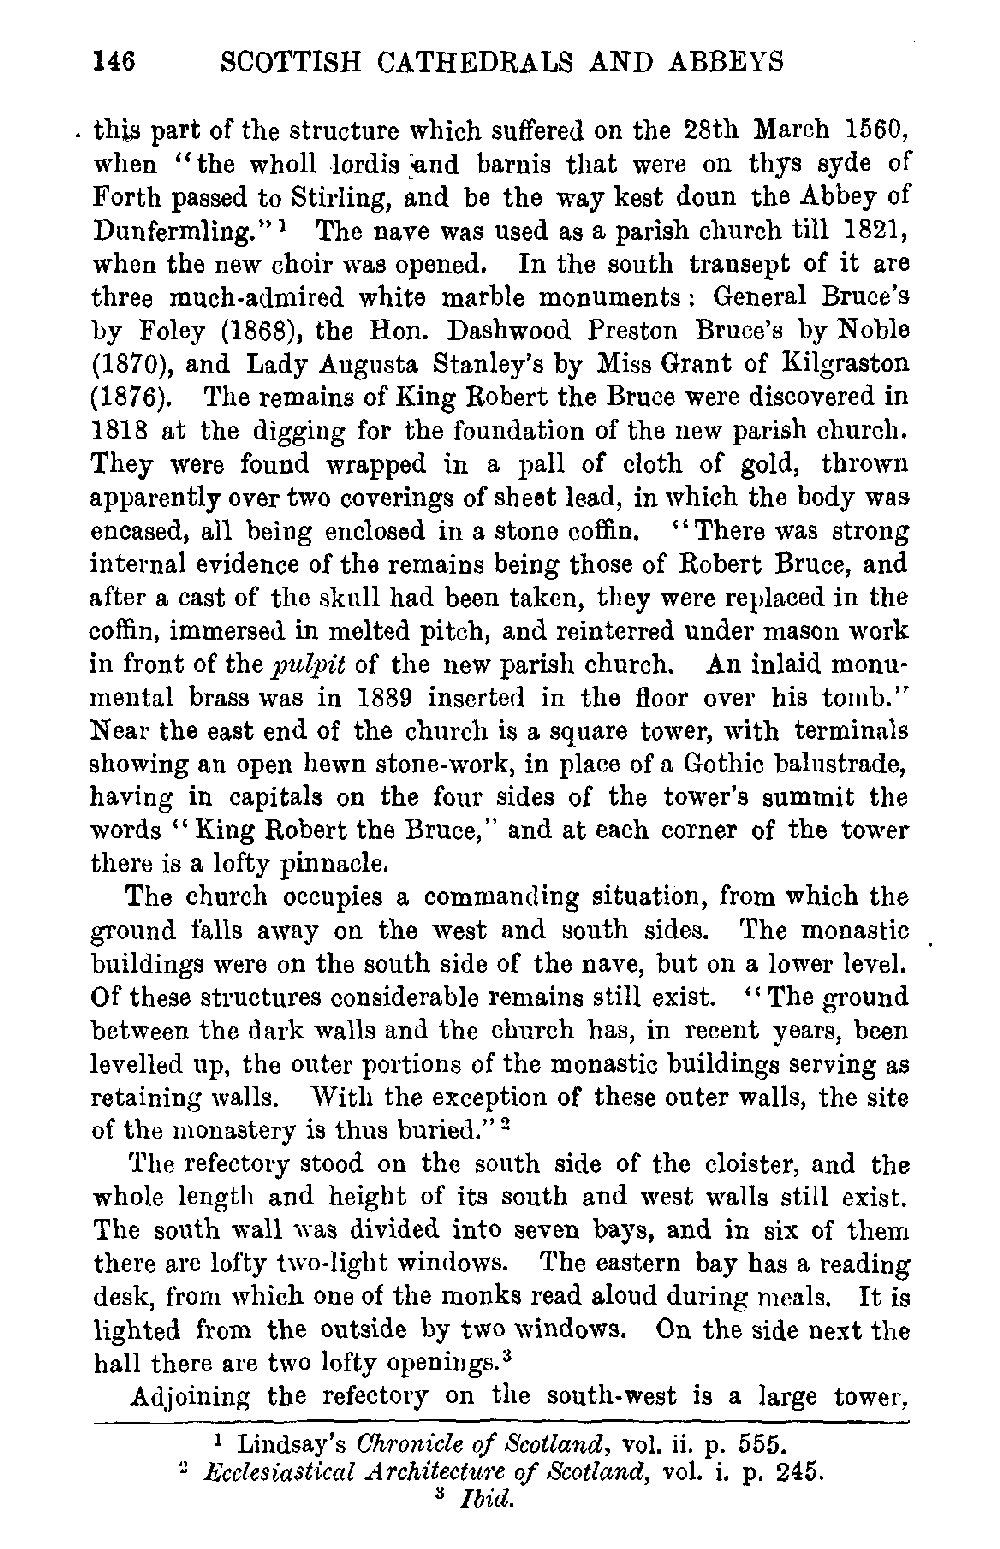 146 SCOTTISH CATHEDRALS AND ABBEYS
this part of the structure which suffered on the 28th March 1560,
when “the wholl lordis and barnis that were on thys syde of
Forth passed to Stirling, and be the way kest doun the Abbey of
Dunfermling.”¹ The nave was used as a parish church till 1821,
when the new choir was opened. In the south transept of it are
three much-admired white marble monuments: General Bruce’s
by Foley (1868), the Hon. Dashwood Preston Bruce’s by Noble
(1870), and Lady Augusta Stanley’s by Miss Grant of Kilgraston
(1876). The remains of King Robert the Bruce were discovered in
1818 at the digging for the foundation of the new parish church.
They were found wrapped in a pall of cloth of gold, thrown
apparently over two coverings of sheet lead, in which the body was
encased, all being enclosed in a stone coffin. “There was strong
internal evidence of the remains being those of Robert Bruce, and
after a cast of the skull had been taken, they were replaced in the
coffin, immersed in melted pitch, and reinterred under mason work
in front of the pulpit of the new parish church. An inlaid monu-
mental brass was in 1889 inserted in the floor over his tomb.”
Near the east end of the church is a square tower, with terminals
showing an open hewn stone-work, in place of a Gothic balustrade,
having in capitals on the four sides of the tower’s summit the
words “King Robert the Bruce,” and at each corner of the tower
there is a lofty pinnacle.
The church occupies a commanding situation, from which the
ground falls away on the west and south sides. The monastic
buildings were on the south side of the nave, but on a lower level.
Of these structures considerable remains still exist. “The ground
between the dark walls and the church has, in recent years, been
levelled up, the outer portions of the monastic buildings serving as
retaining walls. With the exception of these outer walls, the site
of the monastery is thus buried.”²
The refectory stood on the south side of the cloister, and the
whole length and height of its south and west walls still exist.
The south wall was divided into seven bays, and in six of them
there are lofty two-light windows. The eastern bay has a reading
desk, from which one of the monks read aloud during meals. It is
lighted from the outside by two windows. On the side next the
hall there are two lofty openings.³
Adjoining the refectory on the south-west is a large tower,
¹ Lindsay’s Chronicle of Scotland, vol. ii. p. 555.
² Ecclesiastical Architecture of Scotland, vol. i. p. 245.
³ Ibid.